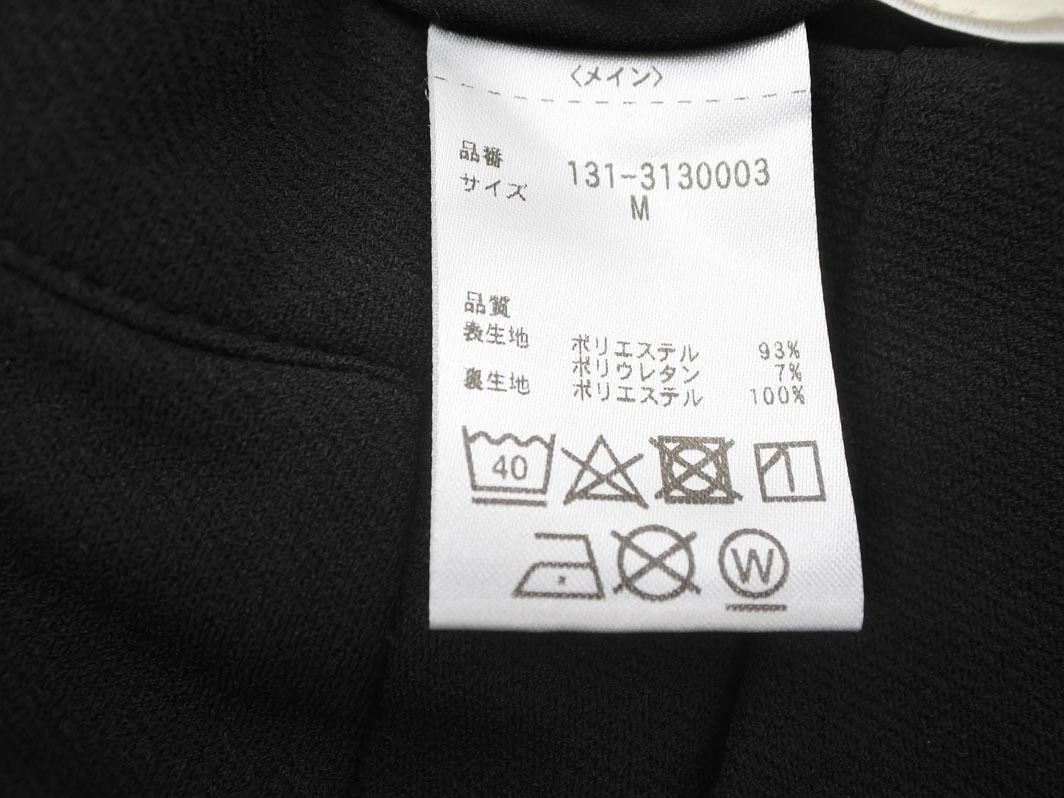 〈メイン〉
品番 131-3130003
サイズ M
品質
表生地 ポリエステル 93%
ポリウレタン 7%
裏生地 ポリエステル 100%
40
W